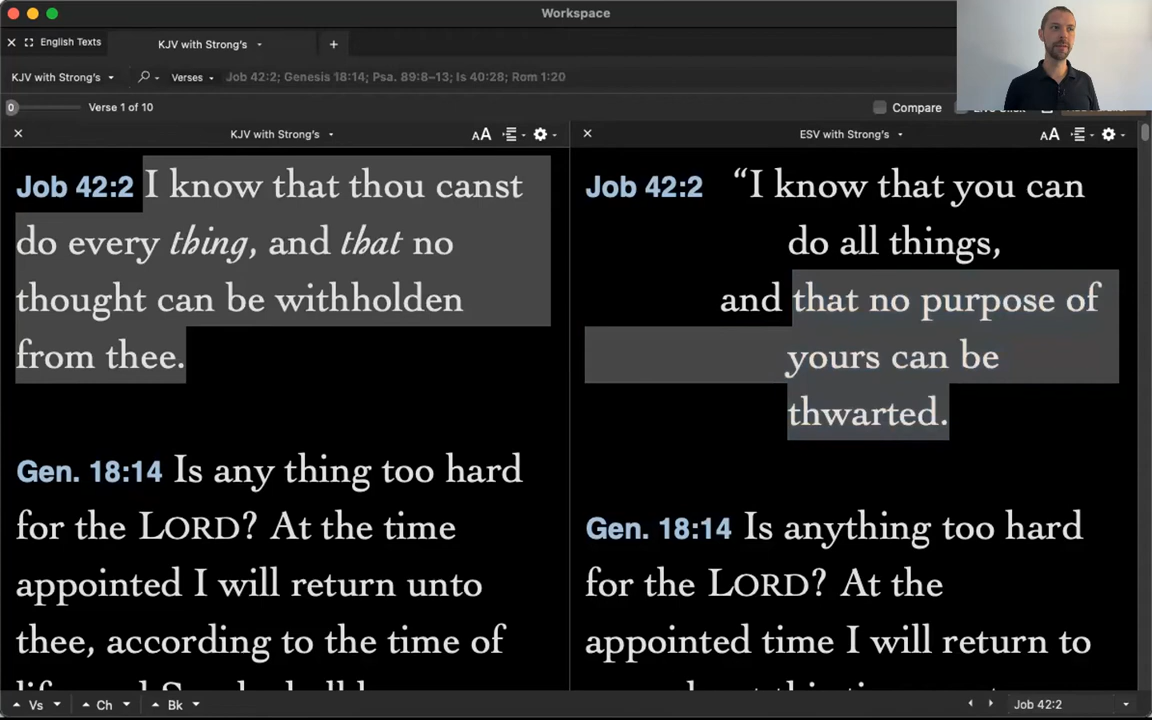 Workspace
English Texts
KJV with Strong's
+
KJV with Strong's
Verses
Job 42:2; Genesis 18:14; Psa. 89:8–13; Is 40:28; Rom 1:20
0
Verse 1 of 10
Compare
KJV with Strong's
AA
ESV with Strong's
AA
Job 42:2 I know that thou canst
do every thing, and that no
thought can be withholden
from thee.
Gen. 18:14 Is any thing too hard
for the LORD? At the time
appointed I will return unto
thee, according to the time of
Job 42:2 “I know that you can
do all things,
and that no purpose of
yours can be
thwarted.
Gen. 18:14 Is anything too hard
for the LORD? At the
appointed time I will return to
Vs
Ch
Bk
Job 42:2